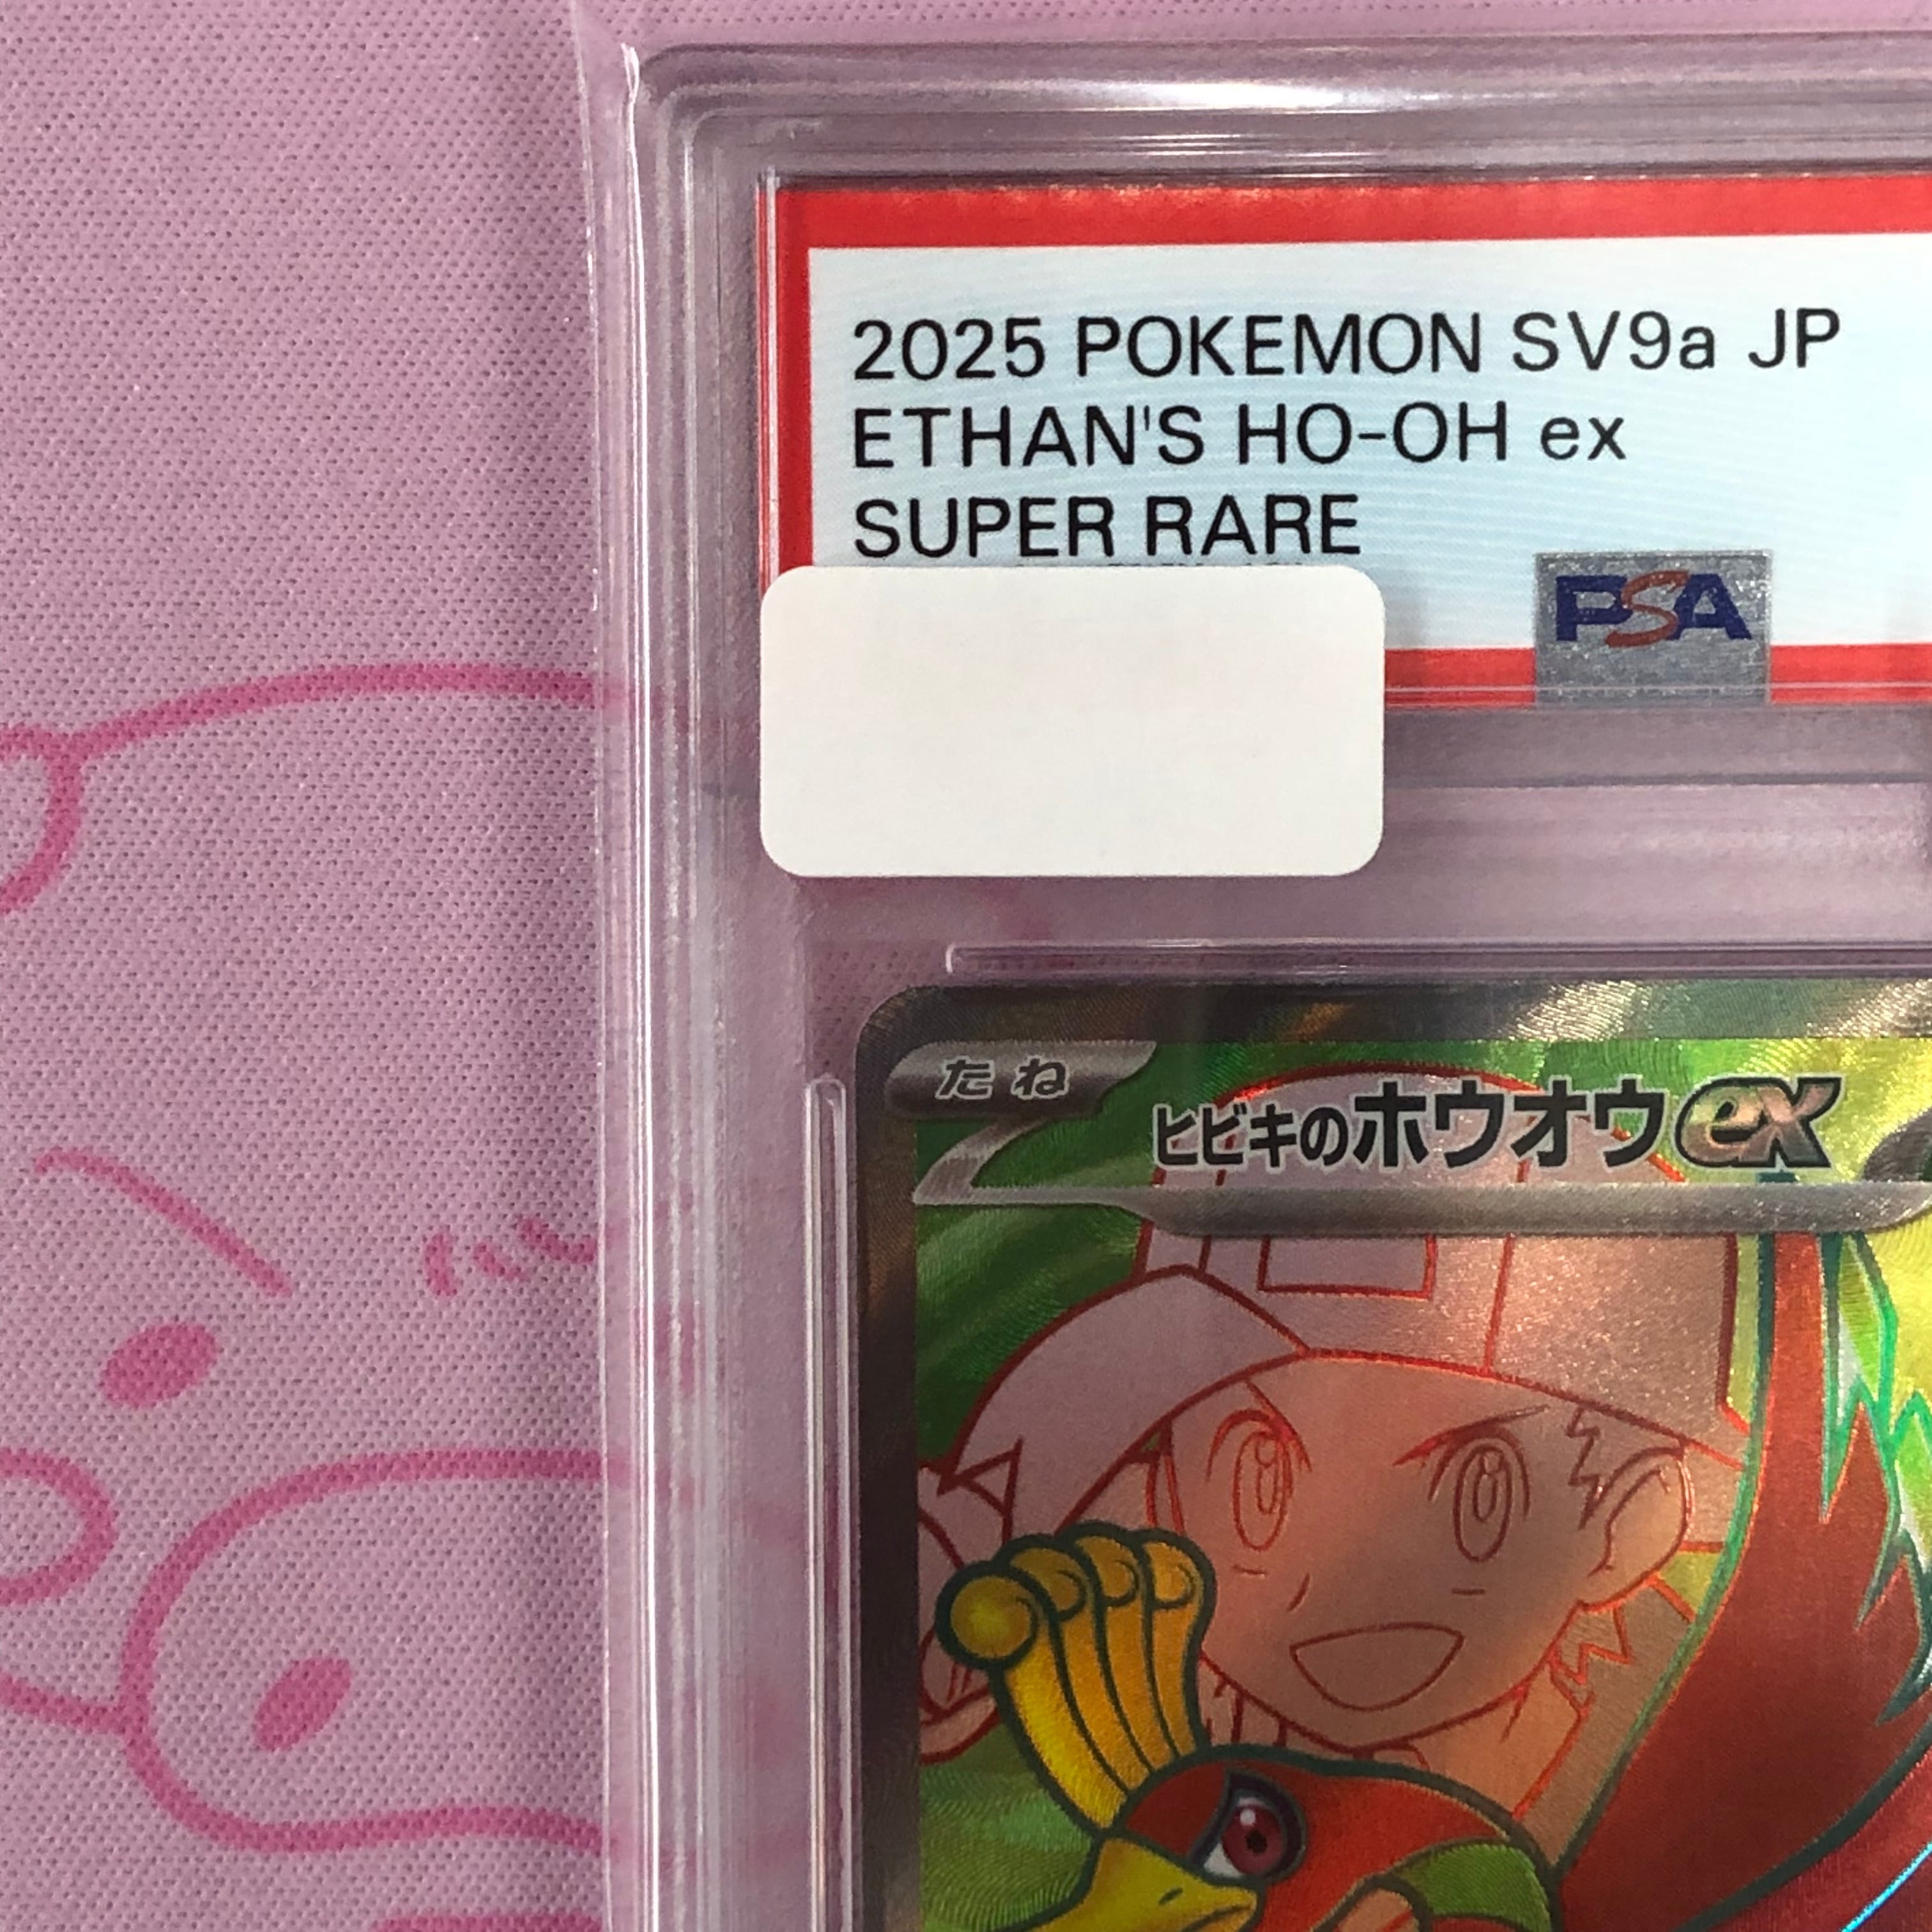 2025 POKEMON SV9a JP
ETHAN'S HO-OH ex
SUPER RARE
PSA
たね
ヒビキのホウオウex